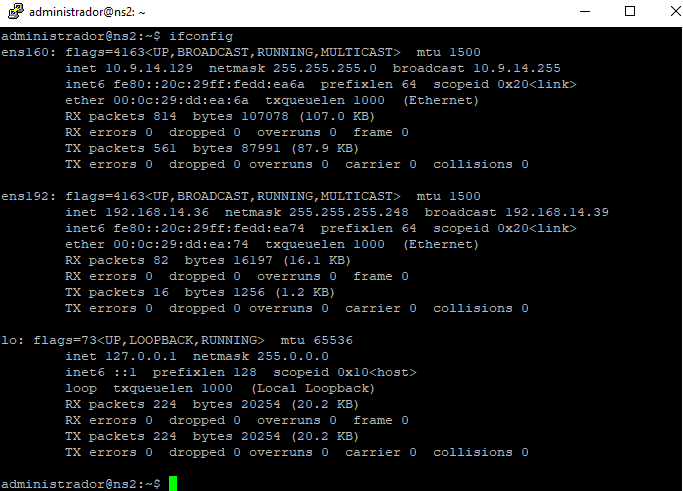 administrador@ns2: ~
administrador@ns2:~$ ifconfig
ens160: flags=4163<UP,BROADCAST,RUNNING,MULTICAST>  mtu 1500
        inet 10.9.14.129  netmask 255.255.255.0  broadcast 10.9.14.255
        inet6 fe80::20c:29ff:fedd:ea6a  prefixlen 64  scopeid 0x20<link>
        ether 00:0c:29:dd:ea:6a  txqueuelen 1000  (Ethernet)
        RX packets 814  bytes 107078 (107.0 KB)
        RX errors 0  dropped 0  overruns 0  frame 0
        TX packets 561  bytes 87991 (87.9 KB)
        TX errors 0  dropped 0 overruns 0  carrier 0  collisions 0
ens192: flags=4163<UP,BROADCAST,RUNNING,MULTICAST>  mtu 1500
        inet 192.168.14.36  netmask 255.255.255.248  broadcast 192.168.14.39
        inet6 fe80::20c:29ff:fedd:ea74  prefixlen 64  scopeid 0x20<link>
        ether 00:0c:29:dd:ea:74  txqueuelen 1000  (Ethernet)
        RX packets 82  bytes 16197 (16.1 KB)
        RX errors 0  dropped 0  overruns 0  frame 0
        TX packets 16  bytes 1256 (1.2 KB)
        TX errors 0  dropped 0 overruns 0  carrier 0  collisions 0
lo: flags=73<UP,LOOPBACK,RUNNING>  mtu 65536
        inet 127.0.0.1  netmask 255.0.0.0
        inet6 ::1  prefixlen 128  scopeid 0x10<host>
        loop  txqueuelen 1000  (Local Loopback)
        RX packets 224  bytes 20254 (20.2 KB)
        RX errors 0  dropped 0  overruns 0  frame 0
        TX packets 224  bytes 20254 (20.2 KB)
        TX errors 0  dropped 0 overruns 0  carrier 0  collisions 0
administrador@ns2:~$